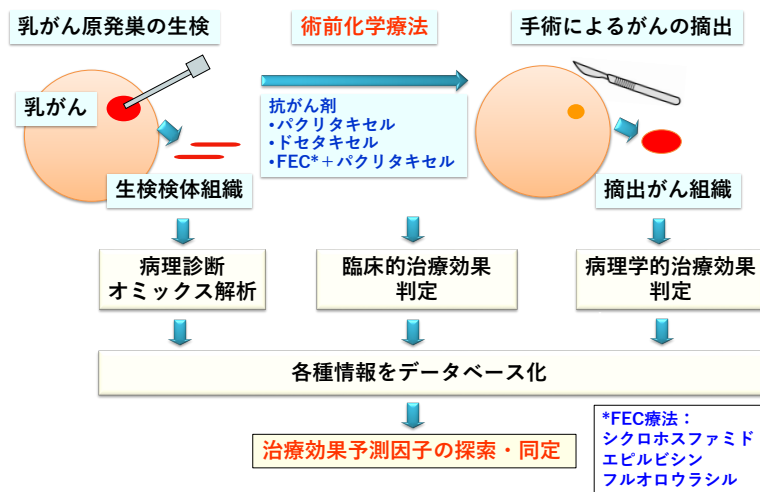 乳がん原発巣の生検
術前化学療法
手術によるがんの摘出
乳がん
抗がん剤
•パクリタキセル
•ドセタキセル
•FEC*＋パクリタキセル
生検検体組織
摘出がん組織
病理診断
オミックス解析
臨床的治療効果
判定
病理学的治療効果
判定
各種情報をデータベース化
治療効果予測因子の探索・同定
*FEC療法：
シクロホスファミド
エピルビシン
フルオロウラシル